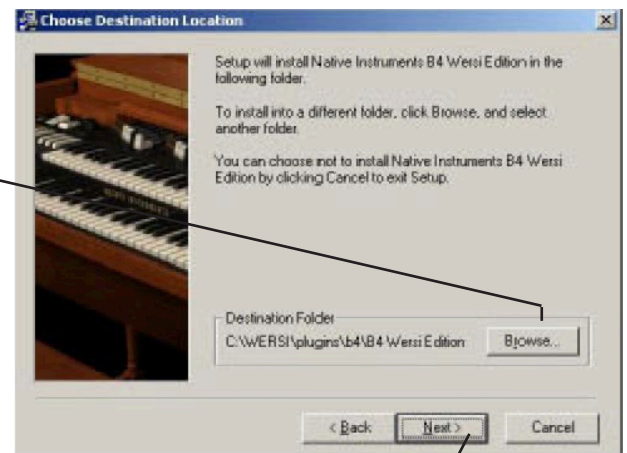 Choose Destination Location
Setup will install Native Instruments B4 Wersi Edition in the
following folder.
To install into a different folder, click Browse, and select
another folder.
You can choose not to install Native Instruments B4 Wersi
Edition by clicking Cancel to exit Setup.
Destination Folder
C:\WERSI\plugins\b4\B4 Wersi Edition
Browse...
< Back
Next >
Cancel